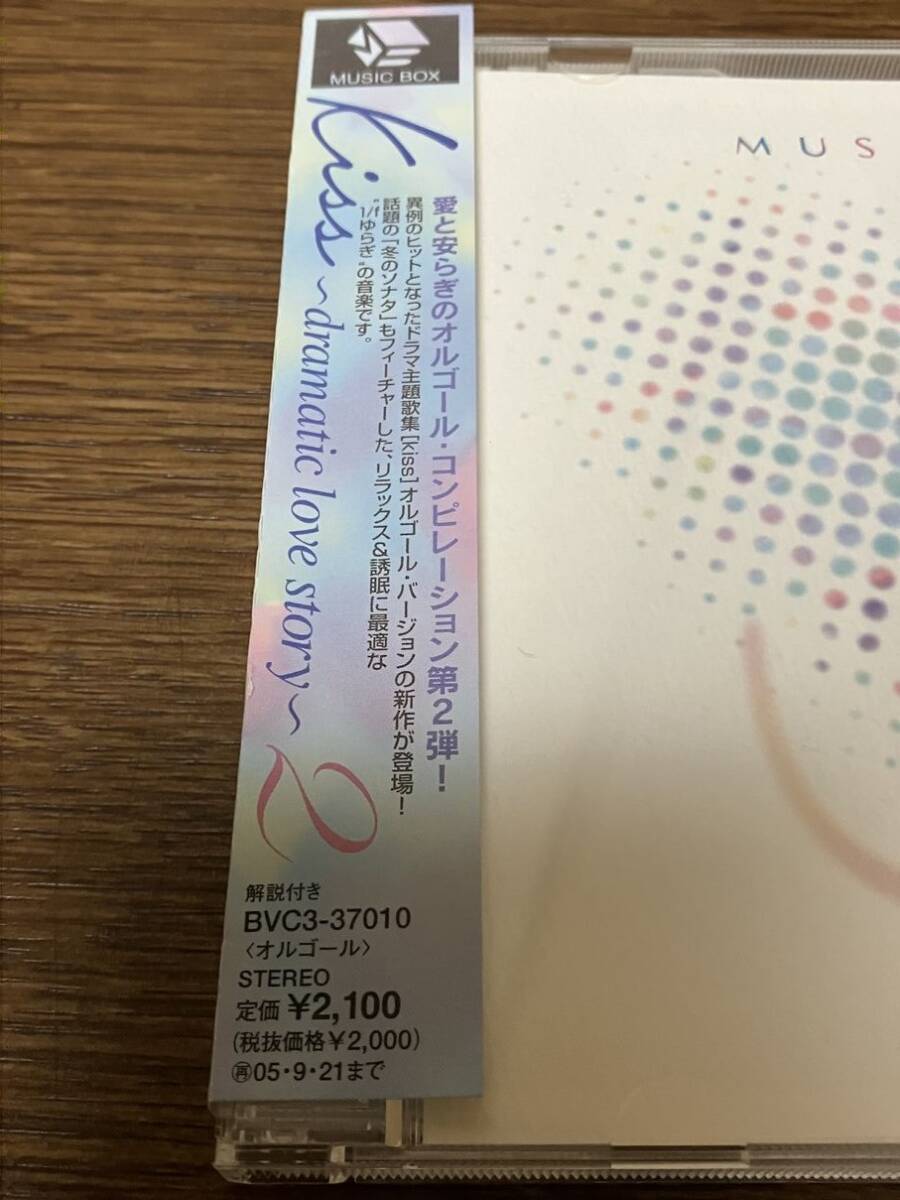 MUSIC BOX
Kiss ~dramatic love story~ 2
愛と安らぎのオルゴール・コンピレーション第2弾!
異例のヒットとなったドラマ主題歌集[kiss]オルゴール・バージョンの新作が登場!
話題の「冬のソナタ」もフィーチャーした、リラックス&誘眠に最適な
"1/fゆらぎ"の音楽です。
解説付き
BVC3-37010
〈オルゴール〉
STEREO
定価 ¥2,100
(税抜価格¥2,000)
㊢05・9・21まで
MUS